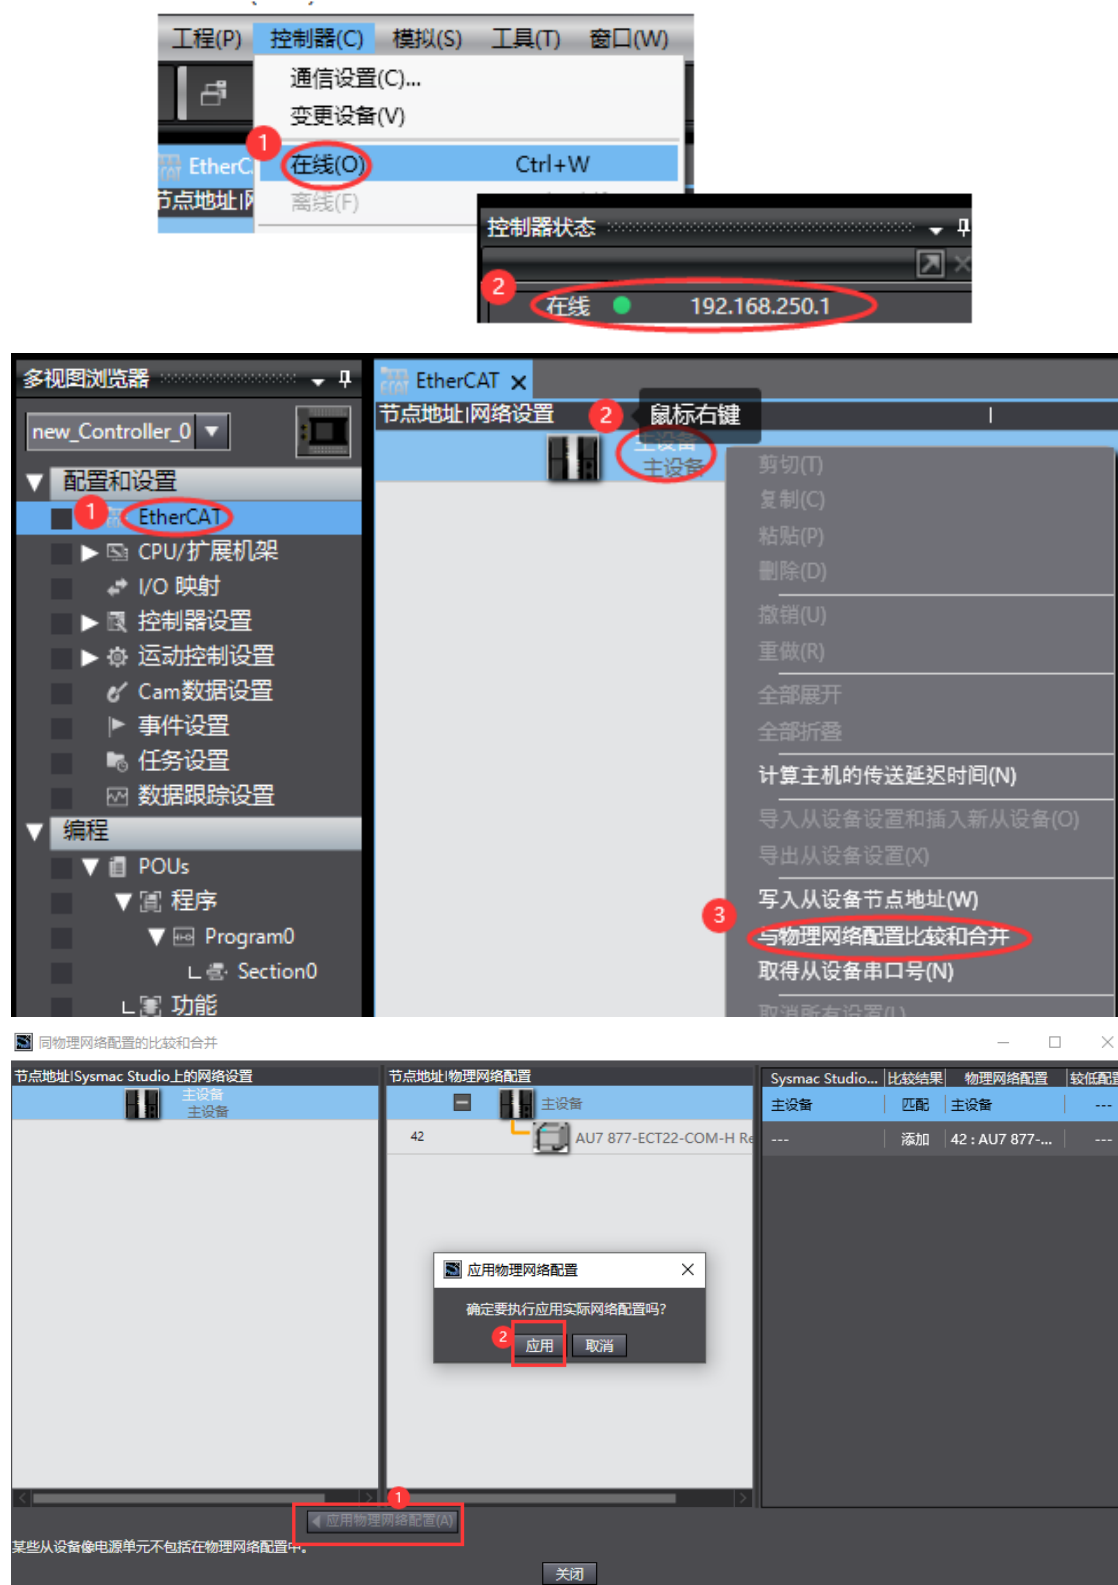 工程(P) 控制器(C) 模拟(S) 工具(T) 窗口(W)
通信设置(C)...
变更设备(V)
1
EtherC
在线(O) Ctrl+W
节点地址
离线(F)
控制器状态
2
在线 192.168.250.1
多视图浏览器
new_Controller_0
配置和设置
1
EtherCAT
CPU/扩展机架
I/O 映射
控制器设置
运动控制设置
Cam数据设置
事件设置
任务设置
数据跟踪设置
编程
POUs
程序
Program0
Section0
功能
EtherCAT
节点地址|网络设置
2
鼠标右键
主设备
主设备
剪切(T)
复制(C)
粘贴(P)
删除(D)
撤销(U)
重做(R)
全部展开
全部折叠
计算主机的传送延迟时间(N)
导入从设备设置和插入新从设备(O)
导出从设备设置(X)
写入从设备节点地址(W)
3
与物理网络配置比较和合并
取得从设备串口号(N)
取消所有设置(L)
同物理网络配置的比较和合并
节点地址|Sysmac Studio上的网络设置
主设备
主设备
节点地址|物理网络配置
主设备
42 AU7 877-ECT22-COM-H Re
Sysmac Studio... 比较结果 物理网络配置 较低配置
主设备 匹配 主设备 ---
--- 添加 42 : AU7 877-... ---
应用物理网络配置
确定要执行应用实际网络配置吗?
2
应用 取消
1
应用物理网络配置(A)
某些从设备像电源单元不包括在物理网络配置中。
关闭